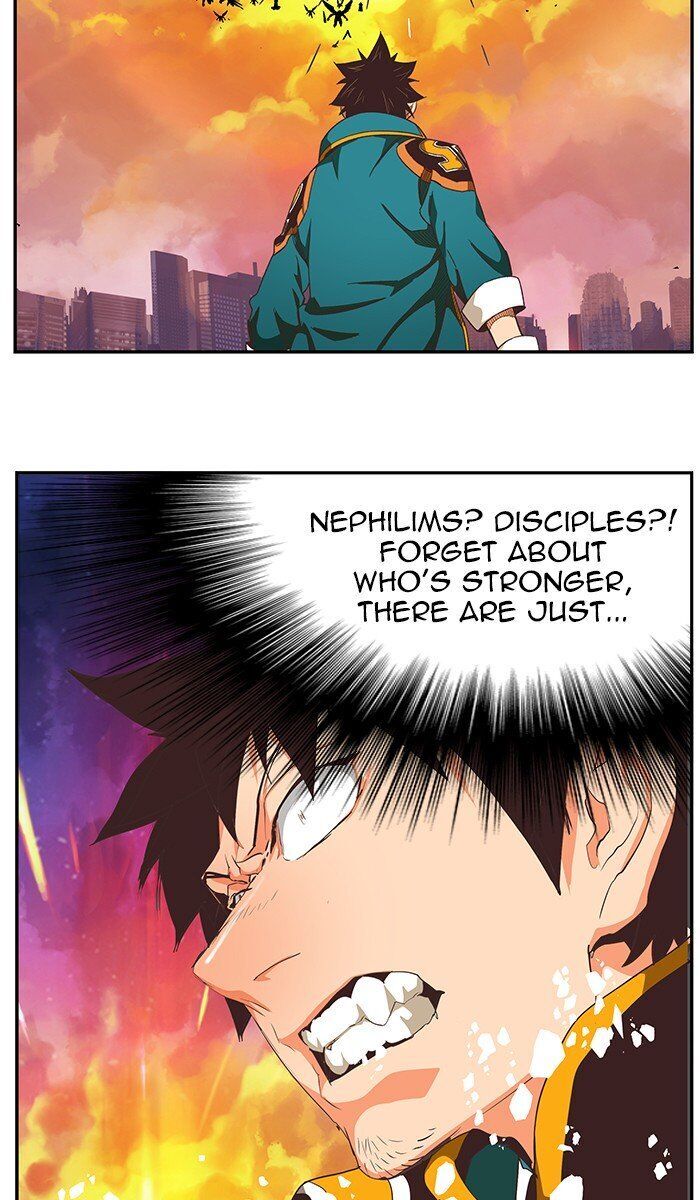 NEPHILIMS? DISCIPLES?!
FORGET ABOUT
WHO'S STRONGER,
THERE ARE JUST...